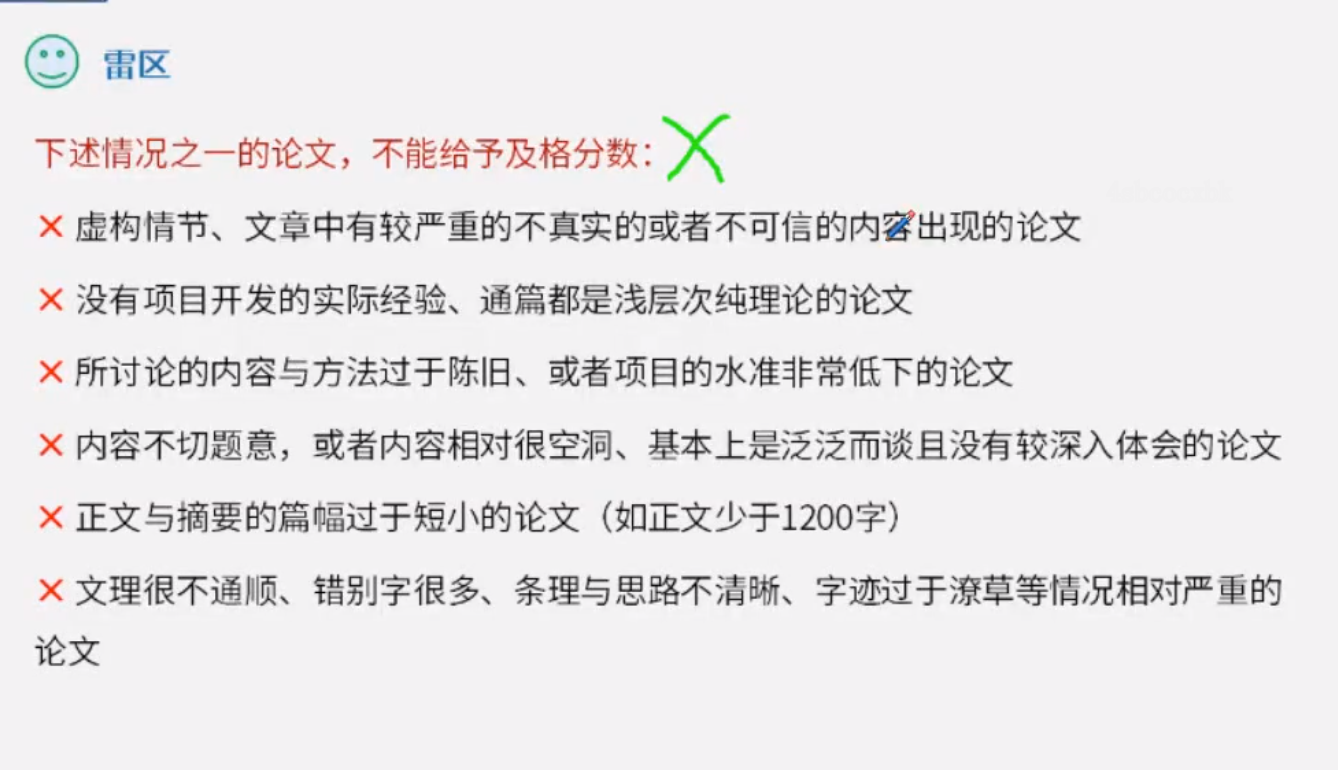 雷区
下述情况之一的论文，不能给予及格分数：
× 虚构情节、文章中有较严重的不真实的或者不可信的内容出现的论文
× 没有项目开发的实际经验、通篇都是浅层次纯理论的论文
× 所讨论的内容与方法过于陈旧、或者项目的水准非常低下的论文
× 内容不切题意，或者内容相对很空洞、基本上是泛泛而谈且没有较深入体会的论文
× 正文与摘要的篇幅过于短小的论文（如正文少于1200字）
× 文理很不通顺、错别字很多、条理与思路不清晰、字迹过于潦草等情况相对严重的
论文